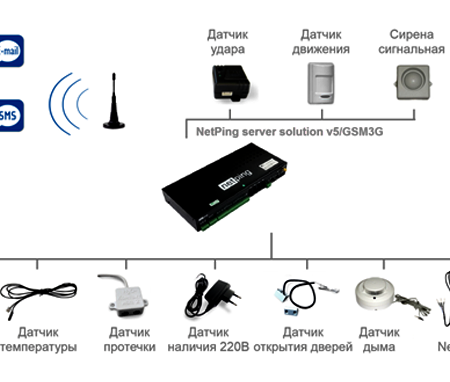 Датчик удара
Датчик движения
Сирена сигнальная
-mail
SMS
NetPing server solution v5/GSM3G
netping
Датчик температуры
Датчик протечки
Датчик наличия 220В
Датчик открытия дверей
Датчик дыма
Ne